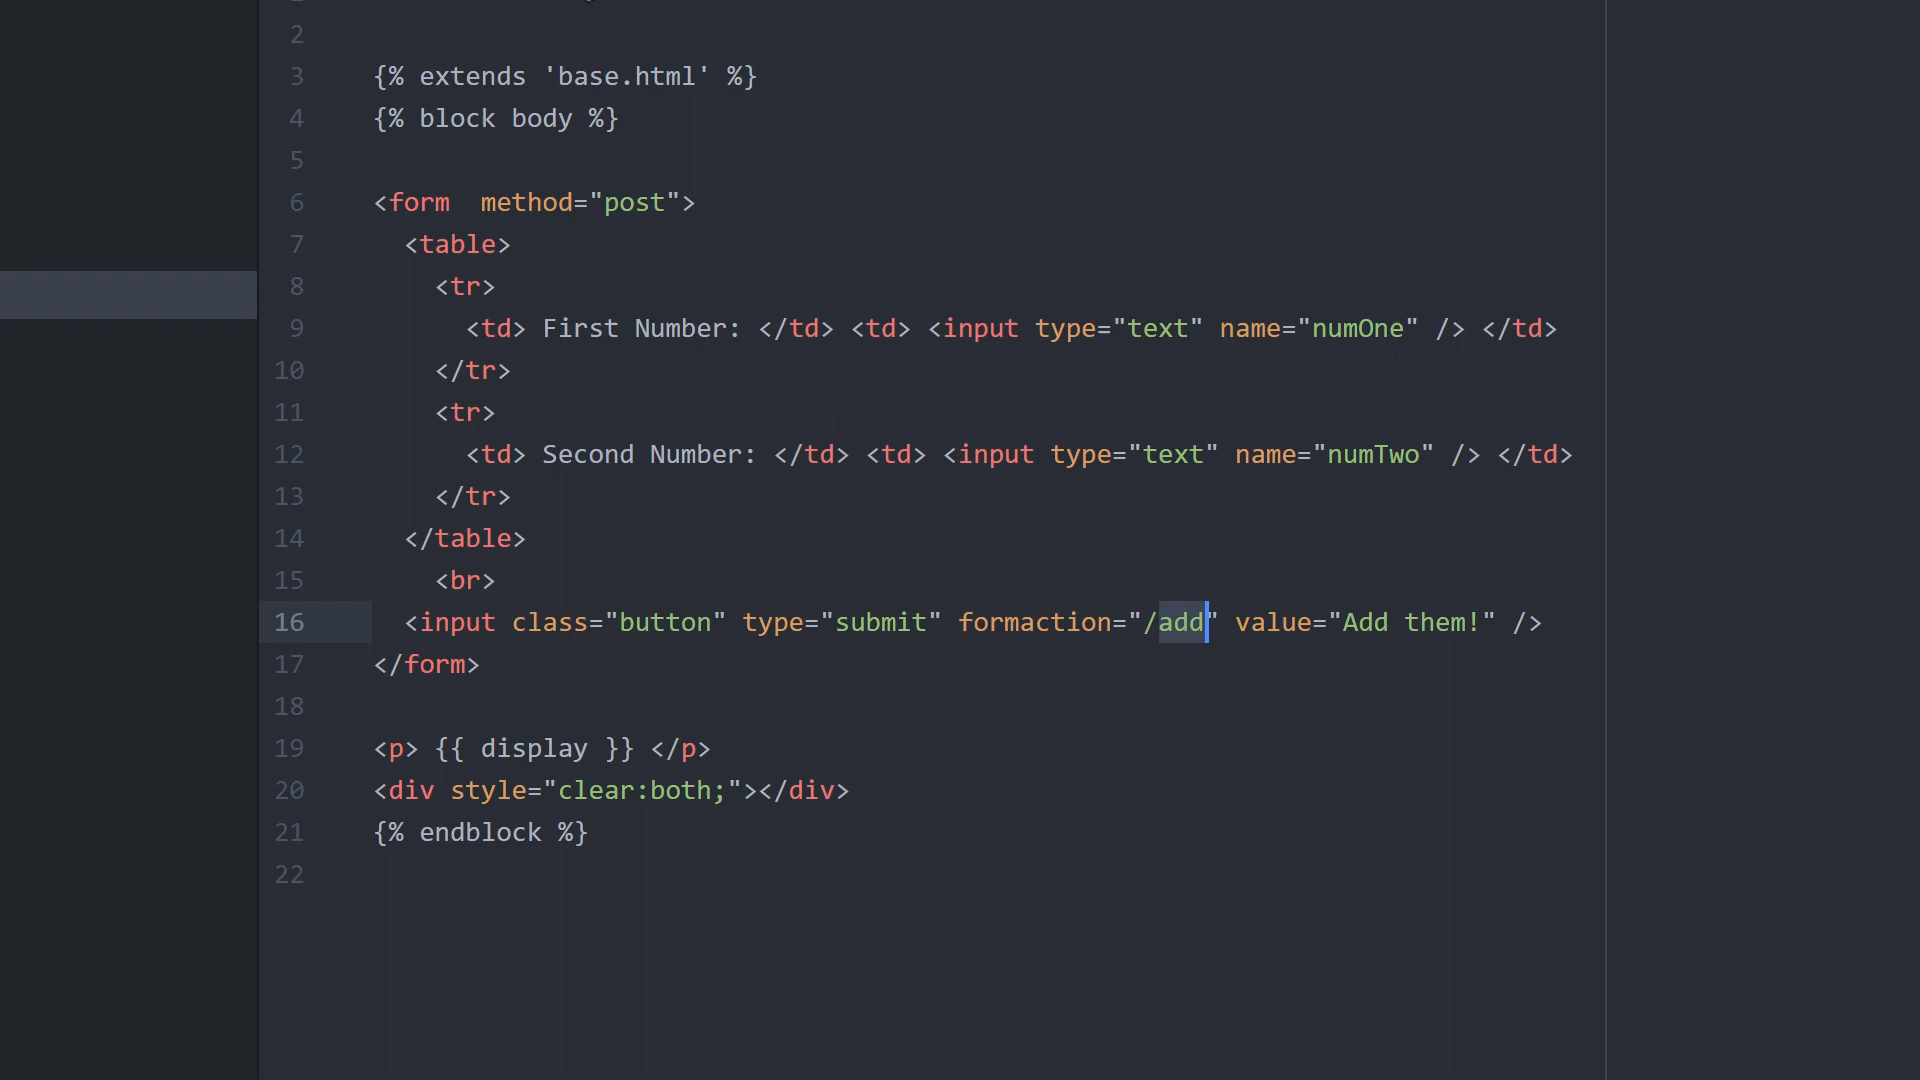 2
3 {% extends 'base.html' %}
4 {% block body %}
5
6 <form  method="post">
7   <table>
8     <tr>
9       <td> First Number: </td> <td> <input type="text" name="numOne" /> </td>
10     </tr>
11     <tr>
12       <td> Second Number: </td> <td> <input type="text" name="numTwo" /> </td>
13     </tr>
14   </table>
15     <br>
16   <input class="button" type="submit" formaction="/add" value="Add them!" />
17 </form>
18
19 <p> {{ display }} </p>
20 <div style="clear:both;"></div>
21 {% endblock %}
22